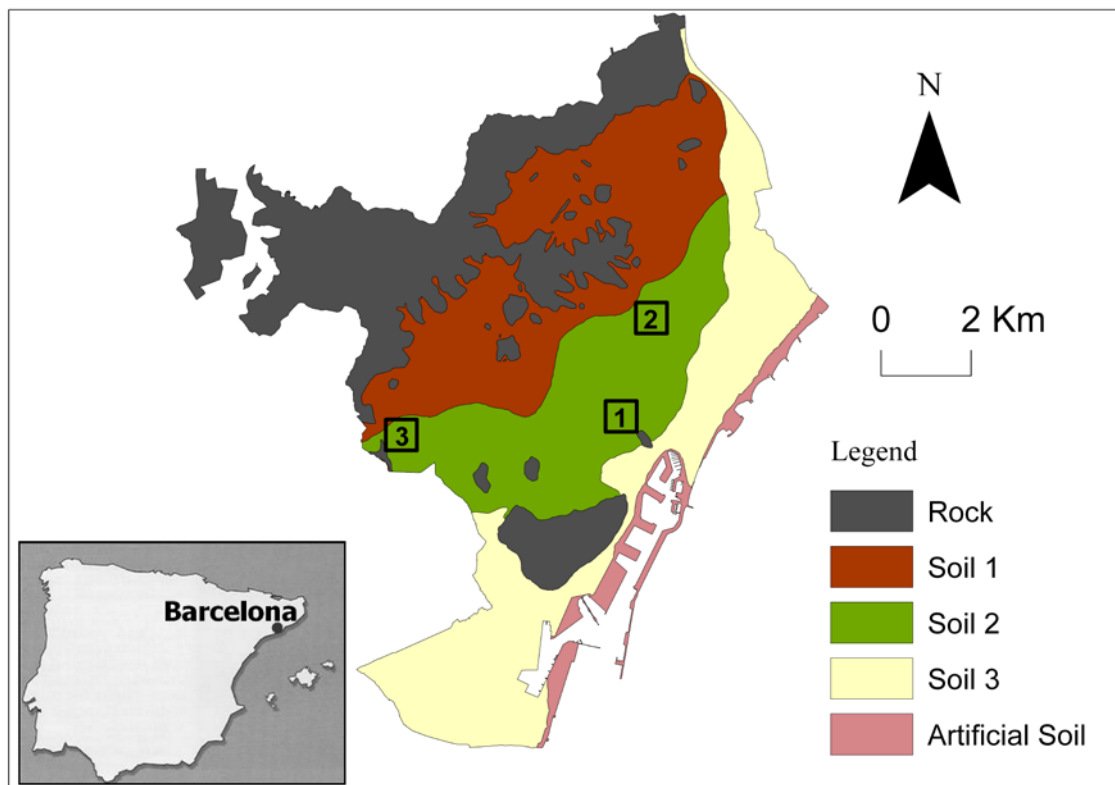 N
2
1
3
0 2 Km
Legend
Rock
Soil 1
Soil 2
Soil 3
Artificial Soil
Barcelona